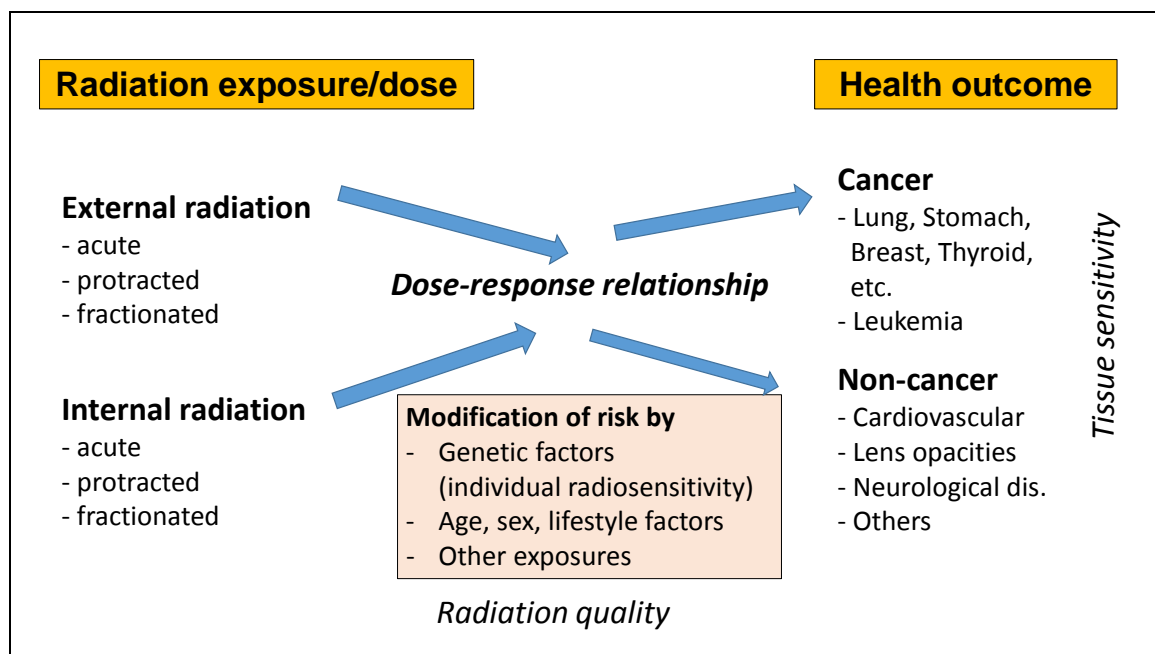 Radiation exposure/dose
Health outcome
External radiation
- acute
- protracted
- fractionated
Internal radiation
- acute
- protracted
- fractionated
Dose-response relationship
Modification of risk by
- Genetic factors
(individual radiosensitivity)
- Age, sex, lifestyle factors
- Other exposures
Radiation quality
Cancer
- Lung, Stomach,
Breast, Thyroid,
etc.
- Leukemia
Non-cancer
- Cardiovascular
- Lens opacities
- Neurological dis.
- Others
Tissue sensitivity